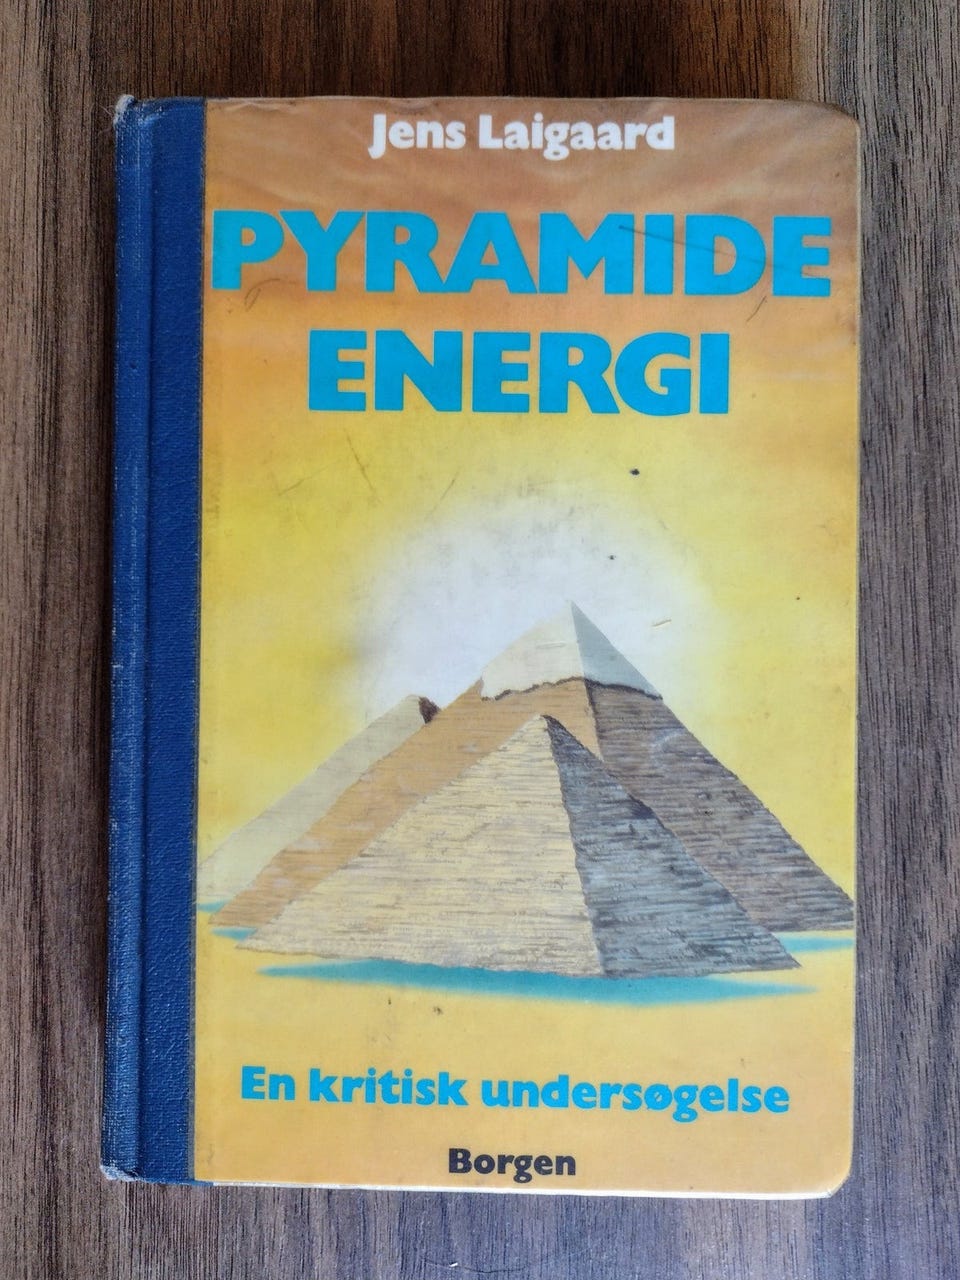 Jens Laigaard
PYRAMIDE
ENERGI
En kritisk undersøgelse
Borgen